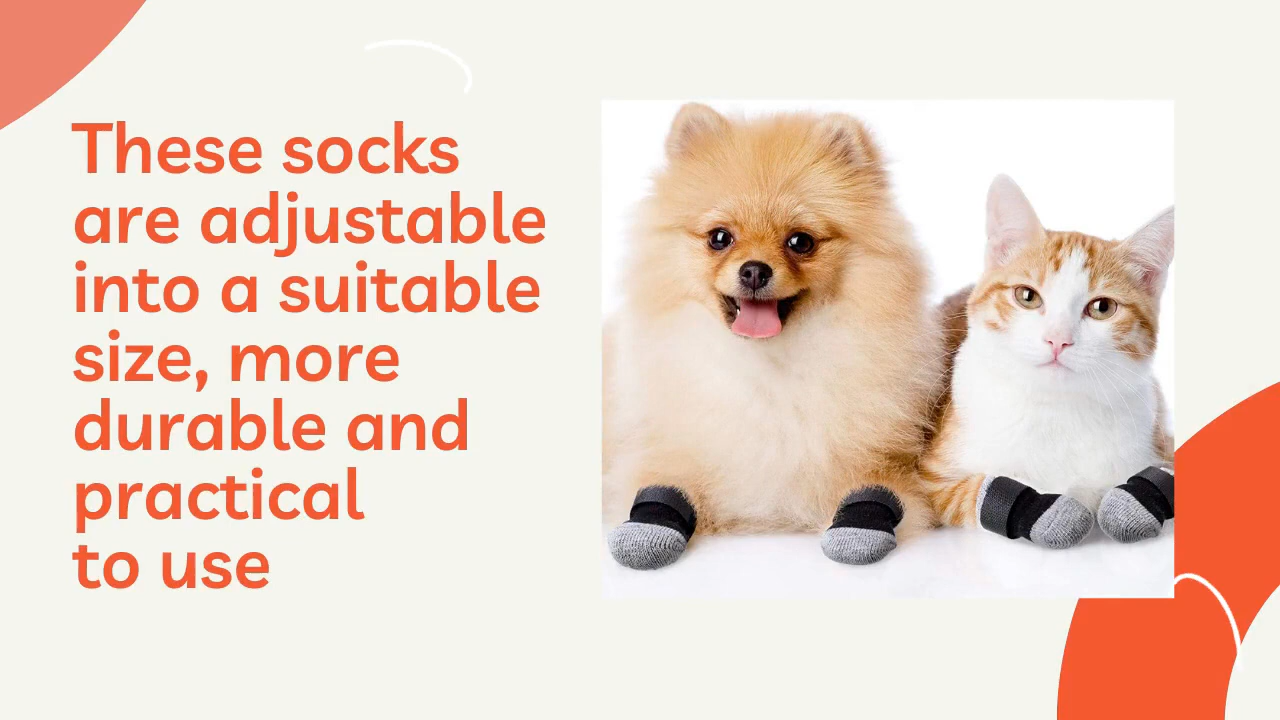 These socks
are adjustable
into a suitable
size, more
durable and
practical
to use